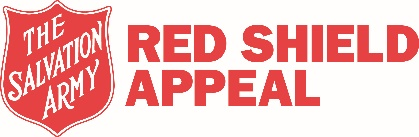 THE
SALVATION
ARMY
RED SHIELD
APPEAL